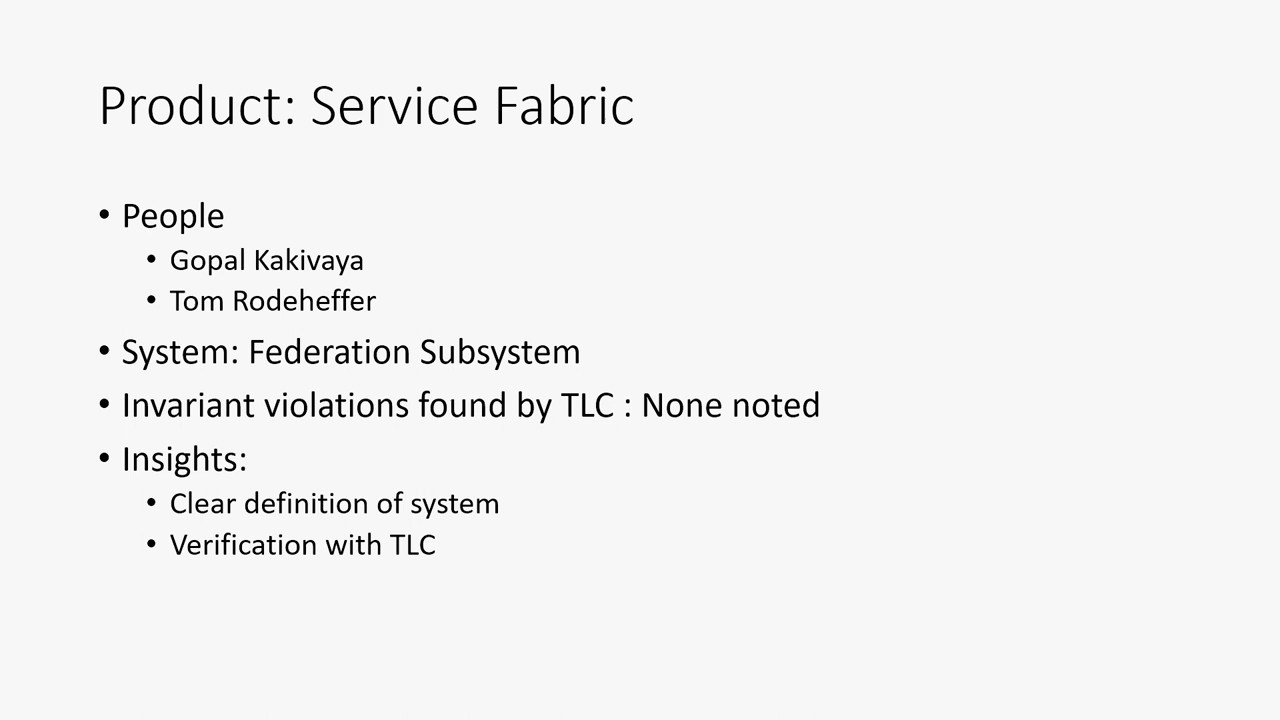 Product: Service Fabric
• People
• Gopal Kakivaya
• Tom Rodeheffer
• System: Federation Subsystem
• Invariant violations found by TLC : None noted
• Insights:
• Clear definition of system
• Verification with TLC